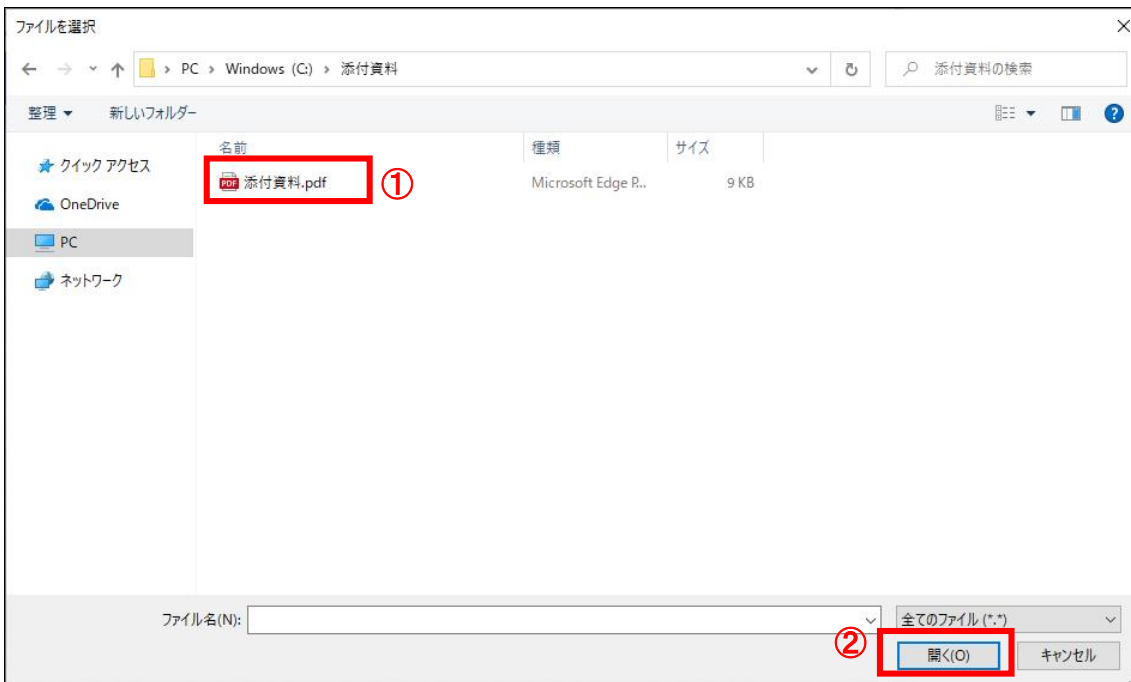 ファイルを選択
PC › Windows (C:) › 添付資料
添付資料の検索
整理
新しいフォルダー
名前 種類 サイズ
クイック アクセス
PDF 添付資料.pdf ① Microsoft Edge P... 9 KB
OneDrive
PC
ネットワーク
ファイル名(N): 全てのファイル (*.*)
② 開く(O) キャンセル